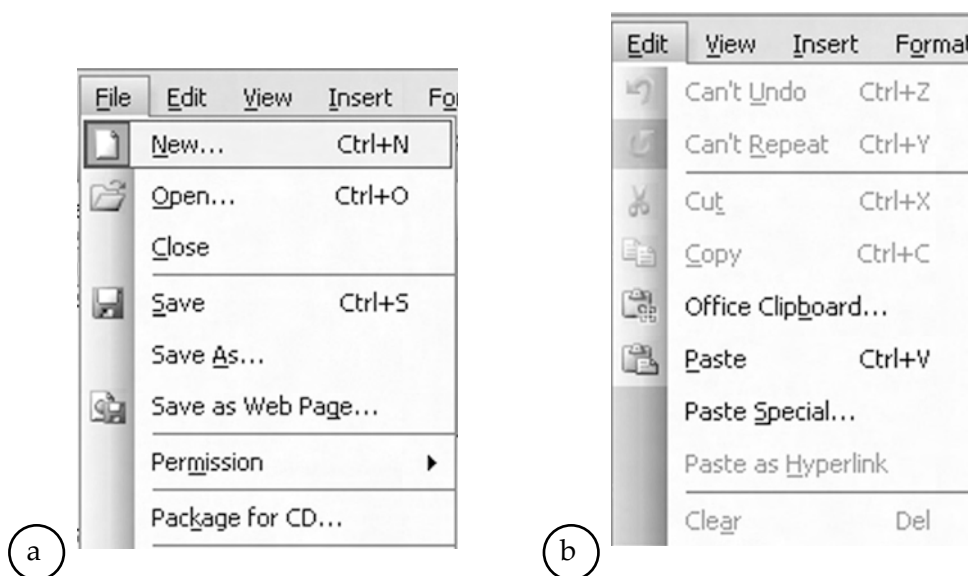 File Edit View Insert Fo
New... Ctrl+N
Open... Ctrl+O
Close
Save Ctrl+S
Save As...
Save as Web Page...
Permission
Package for CD...
a
Edit View Insert Format
Can't Undo Ctrl+Z
Can't Repeat Ctrl+Y
Cut Ctrl+X
Copy Ctrl+C
Office Clipboard...
Paste Ctrl+V
Paste Special...
Paste as Hyperlink
Clear Del
b